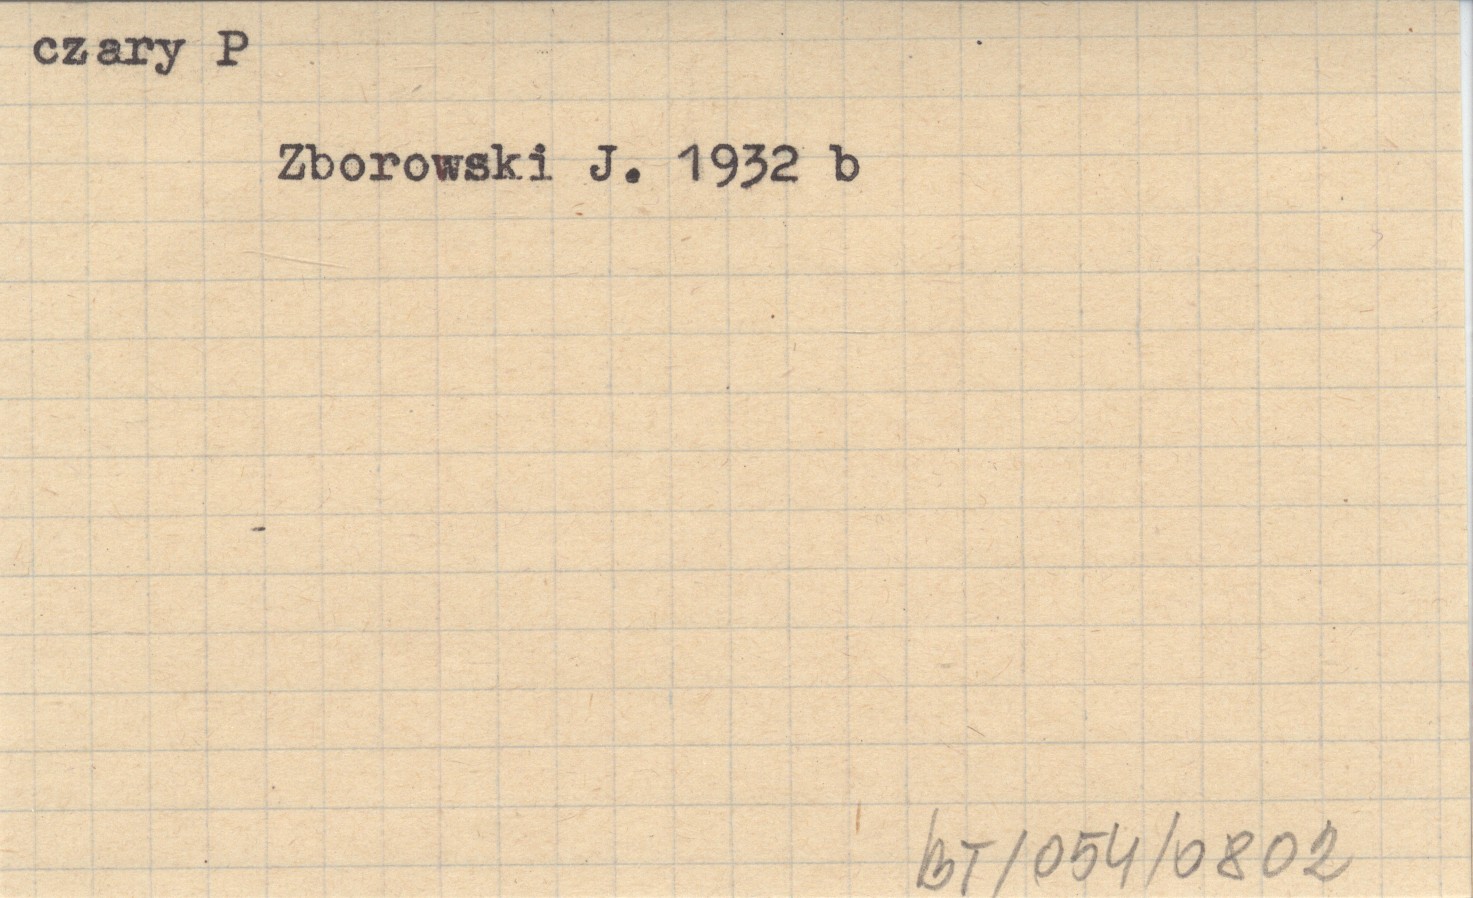 czary P
Zborowski J. 1932 b
BT/054/0802